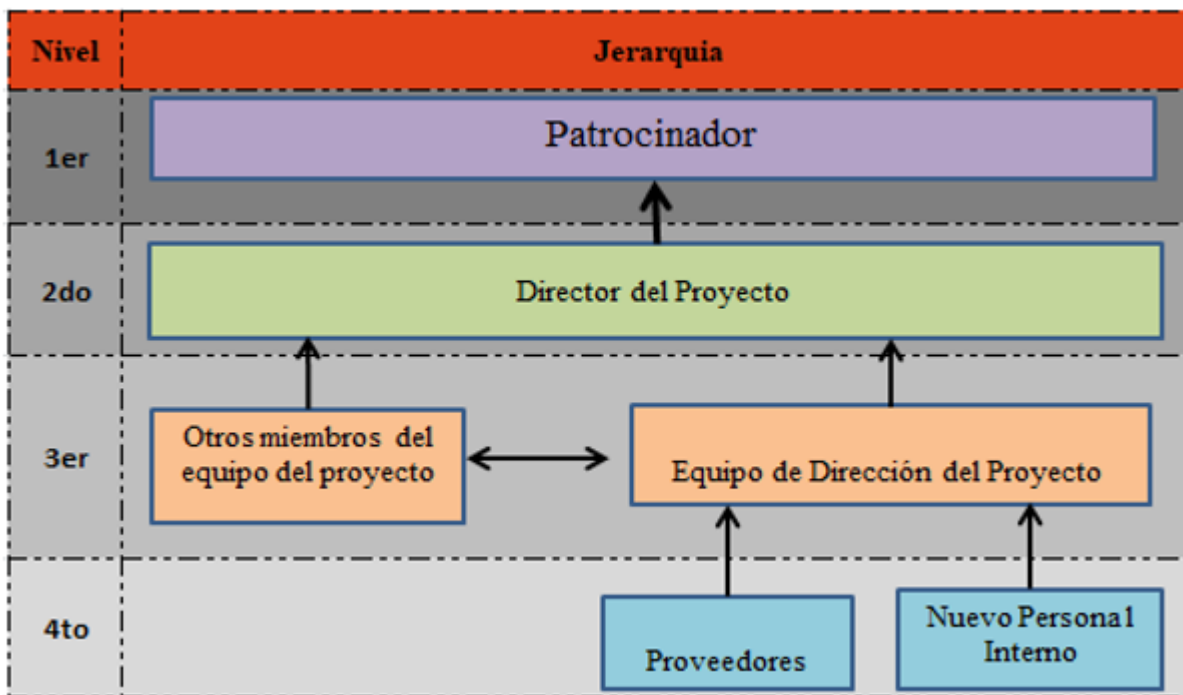 Nivel
Jerarquia
1er
Patrocinador
2do
Director del Proyecto
3er
Otros miembros del
equipo del proyecto
Equipo de Dirección del Proyecto
4to
Proveedores
Nuevo Personal
Interno